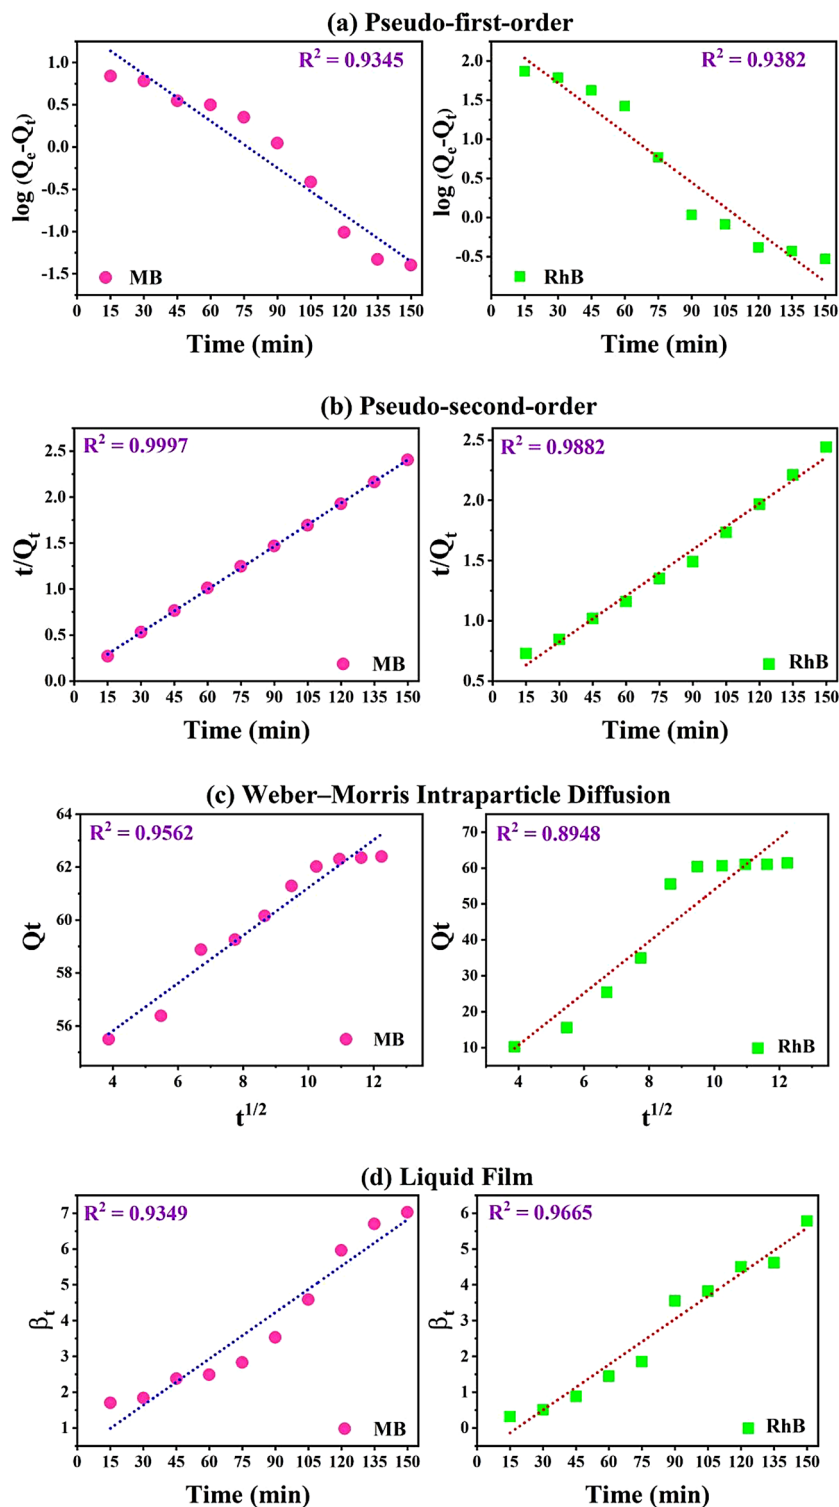 (a) Pseudo-first-order
R² = 0.9345
log (Qₑ-Qₜ)
1.0
0.5
0.0
-0.5
-1.0
-1.5
MB
0 15 30 45 60 75 90 105 120 135 150
Time (min)
R² = 0.9382
log (Qₑ-Qₜ)
2.0
1.5
1.0
0.5
0.0
-0.5
RhB
0 15 30 45 60 75 90 105 120 135 150
Time (min)
(b) Pseudo-second-order
R² = 0.9997
t/Qₜ
2.5
2.0
1.5
1.0
0.5
0.0
MB
0 15 30 45 60 75 90 105 120 135 150
Time (min)
R² = 0.9882
t/Qₜ
2.5
2.0
1.5
1.0
0.5
RhB
0 15 30 45 60 75 90 105 120 135 150
Time (min)
(c) Weber–Morris Intraparticle Diffusion
R² = 0.9562
Qt
64
62
60
58
56
MB
4 6 8 10 12
t^1/2
R² = 0.8948
Qt
70
60
50
40
30
20
10
RhB
4 6 8 10 12
t^1/2
(d) Liquid Film
R² = 0.9349
βₜ
7
6
5
4
3
2
1
MB
0 15 30 45 60 75 90 105 120 135 150
Time (min)
R² = 0.9665
βₜ
6
5
4
3
2
1
0
RhB
0 15 30 45 60 75 90 105 120 135 150
Time (min)